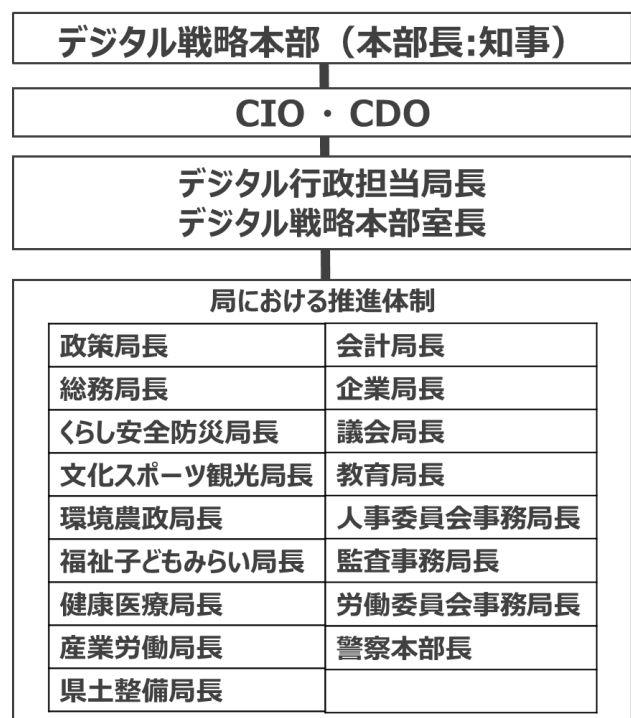 デジタル戦略本部（本部長:知事）
CIO・CDO
デジタル行政担当局長
デジタル戦略本部室長
局における推進体制
政策局長
会計局長
総務局長
企業局長
くらし安全防災局長
議会局長
文化スポーツ観光局長
教育局長
環境農政局長
人事委員会事務局長
福祉子どもみらい局長
監査事務局長
健康医療局長
労働委員会事務局長
産業労働局長
警察本部長
県土整備局長